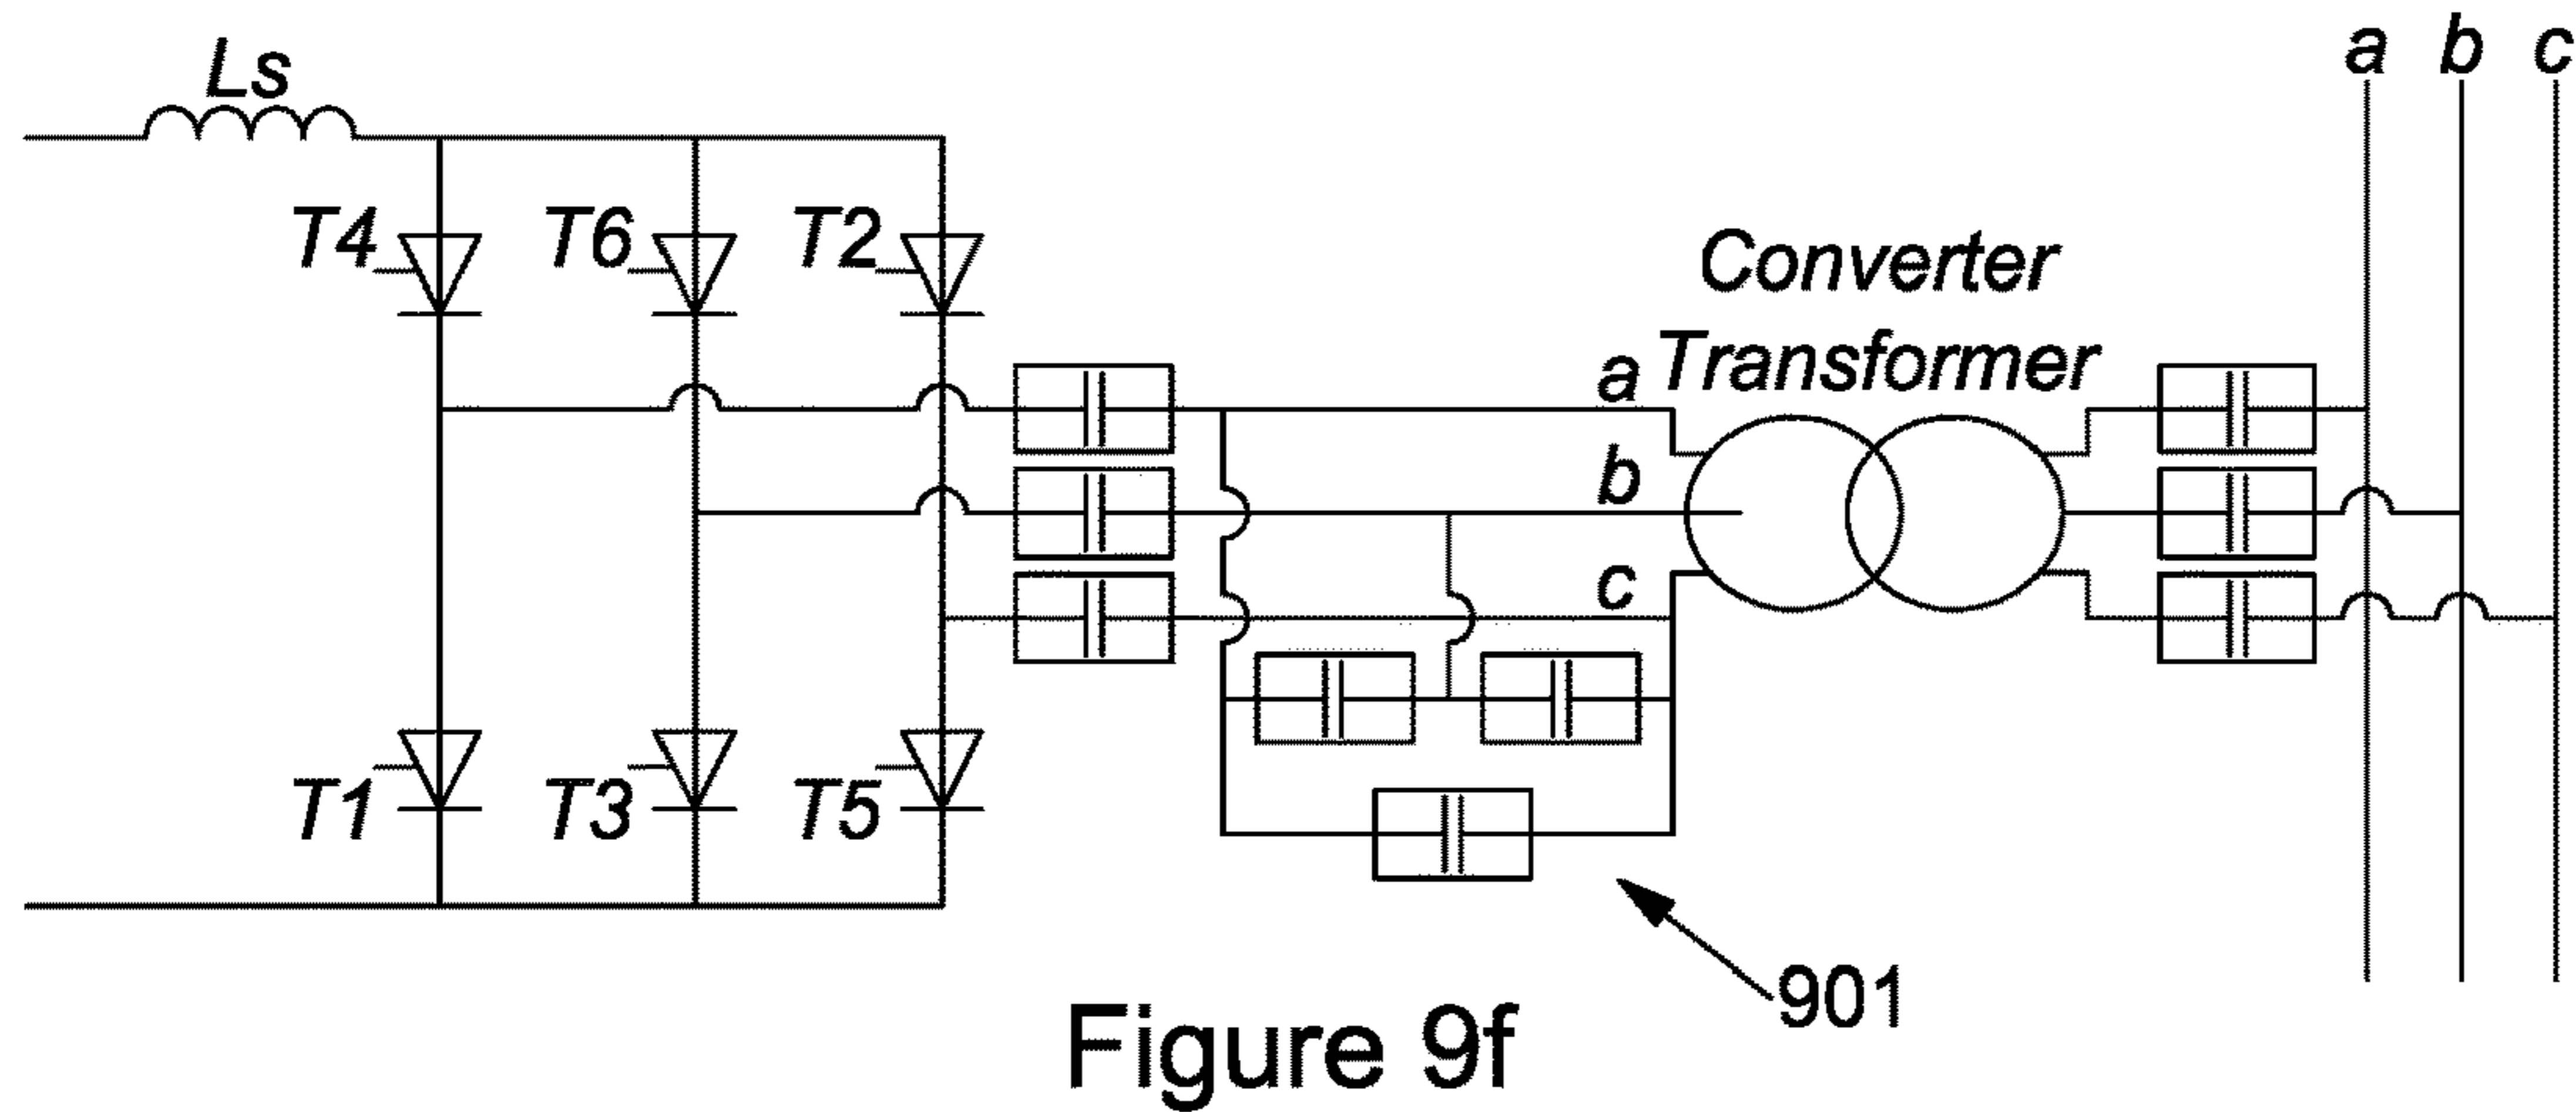 a b c
Ls
T4 T6 T2
Converter
Transformer
a
b
c
T1 T3 T5
901
Figure 9f